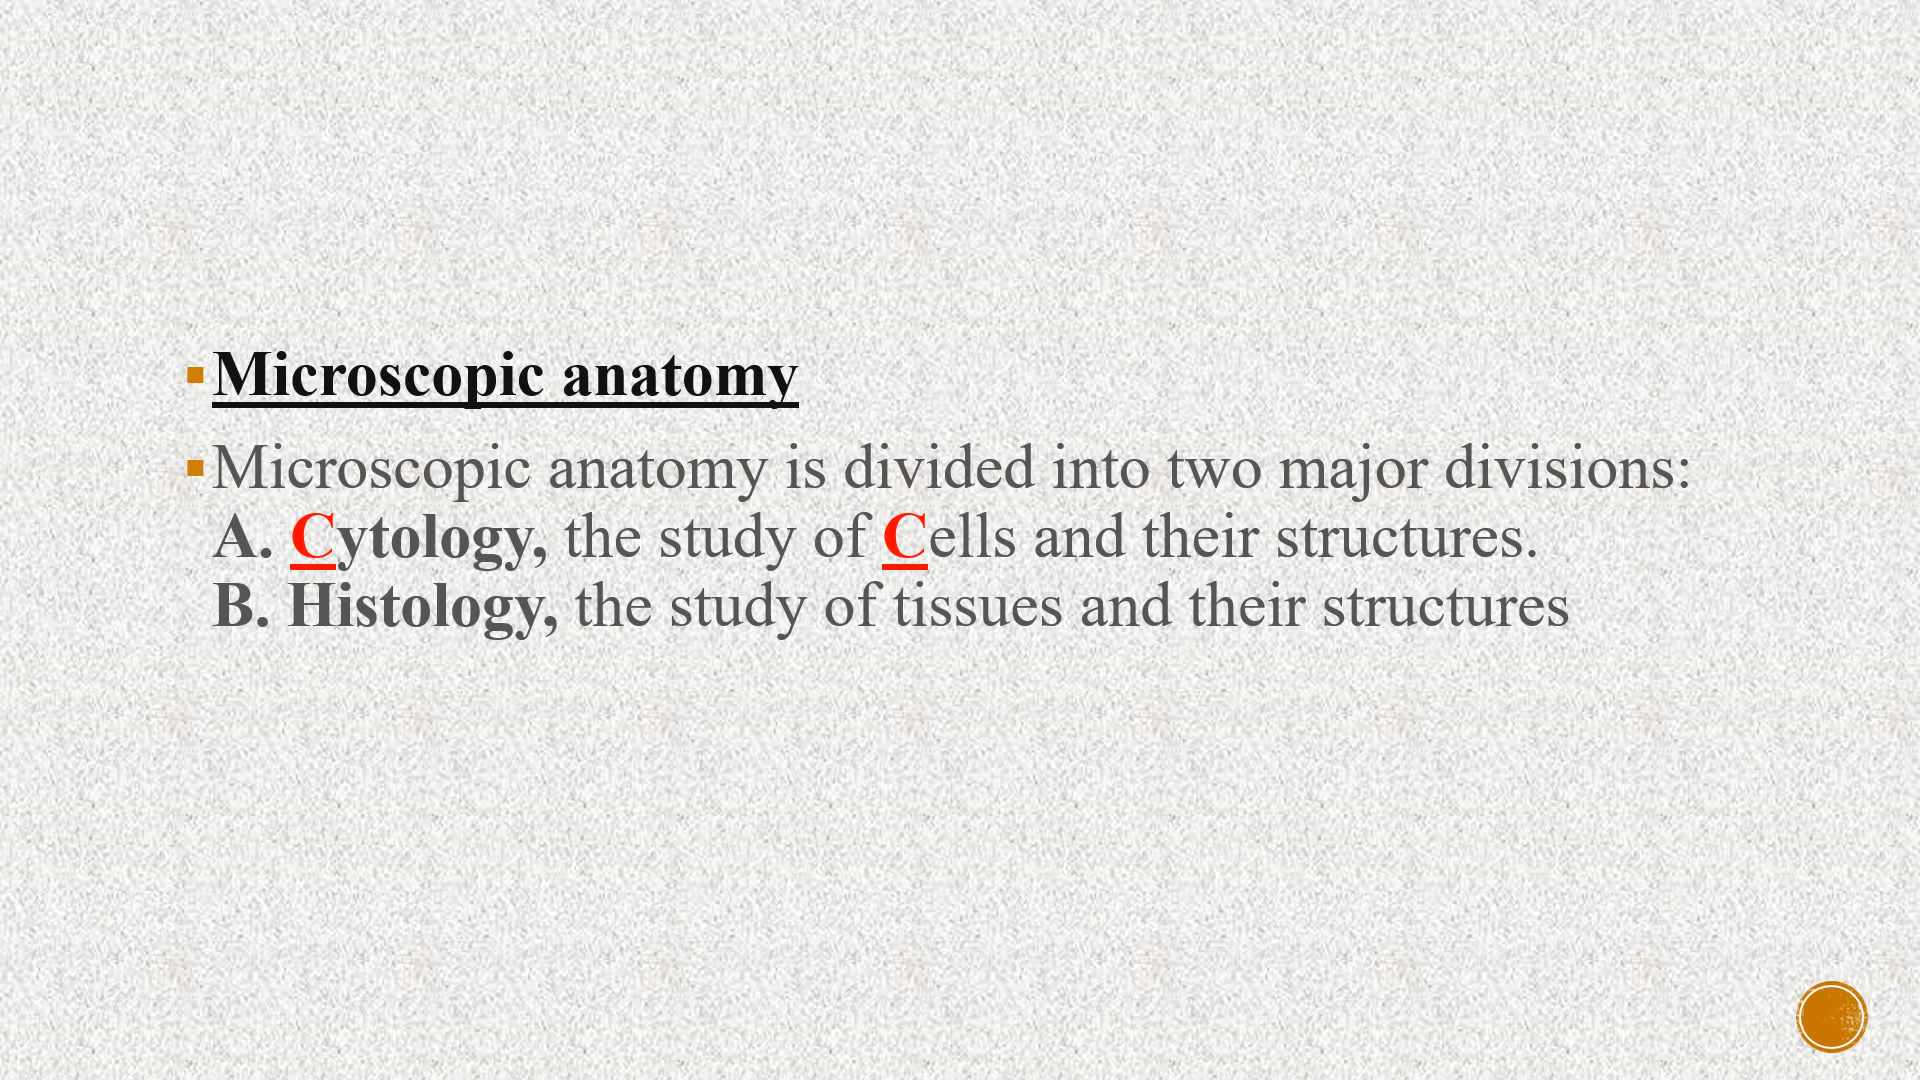 Microscopic anatomy
Microscopic anatomy is divided into two major divisions:
A. Cytology, the study of Cells and their structures.
B. Histology, the study of tissues and their structures